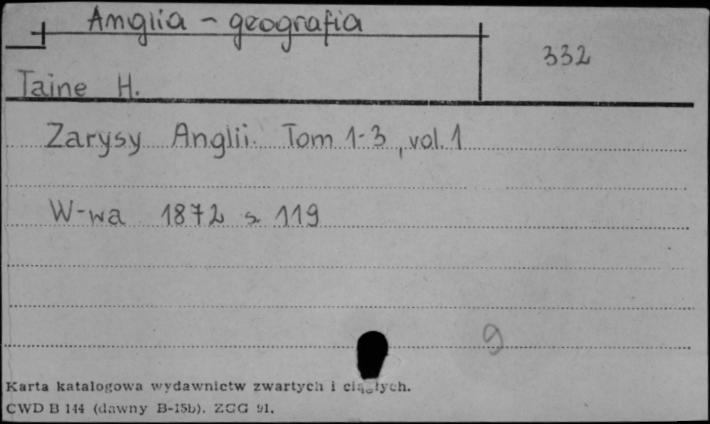 Anglia - geografia
332
Taine H.
Zarysy Anglii. Tom 1-3, vol. 1
W-wa 1872 s. 119
9
Karta katalogowa wydawnictw zwartych i ciągłych.
CWD B 144 (dawny B-15b). ZGG 91.